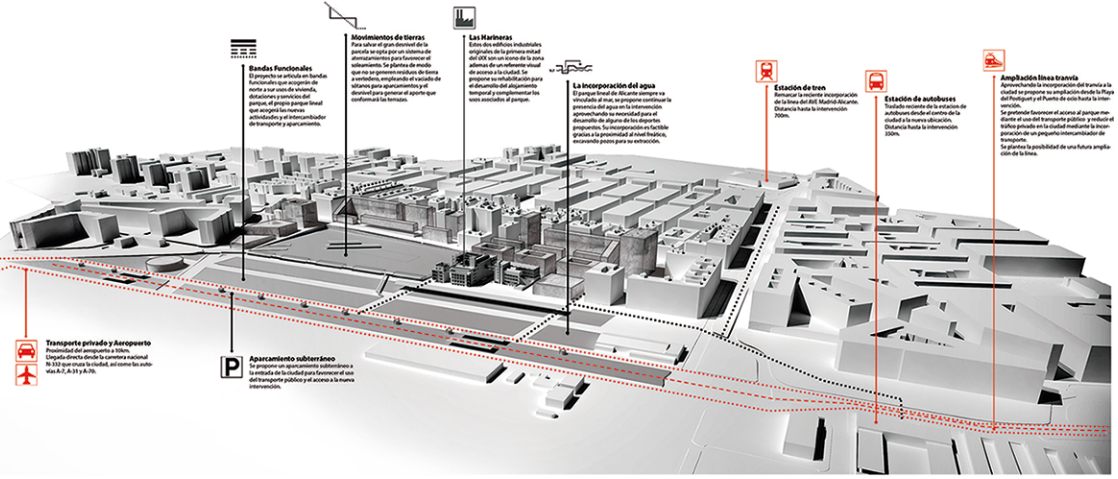 Bandas Funcionales
El proyecto se articula en bandas
funcionales que acogerán de
norte a sur usos de vivienda,
dotaciones y servicios del
parque, el propio parque lineal
que acogerá las nuevas
actividades y el intercambiador
de transporte y aparcamiento.
Movimientos de tierras
Para salvar el gran desnivel de la
parcela se opta por un sistema de
aterrazamientos para favorecer el
soleamiento. Se plantea de modo
que no se generen residuos de tierra
a vertedero, empleando el vaciado de
sótanos para aparcamientos y el
desnivel para generar el aporte que
conformará las terrazas.
Las Harineras
Estos dos edificios industriales
originales de la primera mitad
del sXX son un icono de la zona
ademas de un referente visual
de acceso a la ciudad. Se
propone su rehabilitación para
el desarrollo del alojamiento
temporal y complementar los
usos asociados al parque.
La incorporación del agua
El parque lineal de Alicante siempre va
vinculado al mar, se propone continuar la
presencia del agua en la intervención
aprovechando su necesidad para el
desarrollo de alguno de los deportes
propuestos. Su incorporación es factible
gracias a la proximidad al nivel freático,
excavando pozos para su extracción.
Estación de tren
Remarcar la reciente incorporación
de la línea del AVE Madrid-Alicante.
Distancia hasta la intervención
700m.
Estación de autobuses
Traslado reciente de la estacion de
autobuses desde el centro de la
ciudad a la nueva ubicación.
Distancia hasta la intervención
350m.
Ampliación línea tranvía
Aprovechando la incorporación del tranvía a la
ciudad se propone su ampliación desde la Playa
del Postiguet y el Puerto de ocio hasta la inter-
vención.
Se pretende favorecer el acceso al parque me-
diante el uso del transporte público y reducir el
tráfico privado en la ciudad mediante la incor-
poración de un pequeño intercambiador de
transporte.
Se plantea la posibilidad de una futura amplia-
ción de la línea.
Transporte privado y Aeropuerto
Proximidad del aeropuerto a 10km.
Llegada directa desde la carretera nacional
N-332 que cruza la ciudad, así como las auto-
vías A-7, A-31 y A-70.
P
Aparcamiento subterráneo
Se propone un aparcamiento subterráneo a
la entrada de la ciudad para favorecer el uso
del transporte público y el acceso a la nueva
intervención.